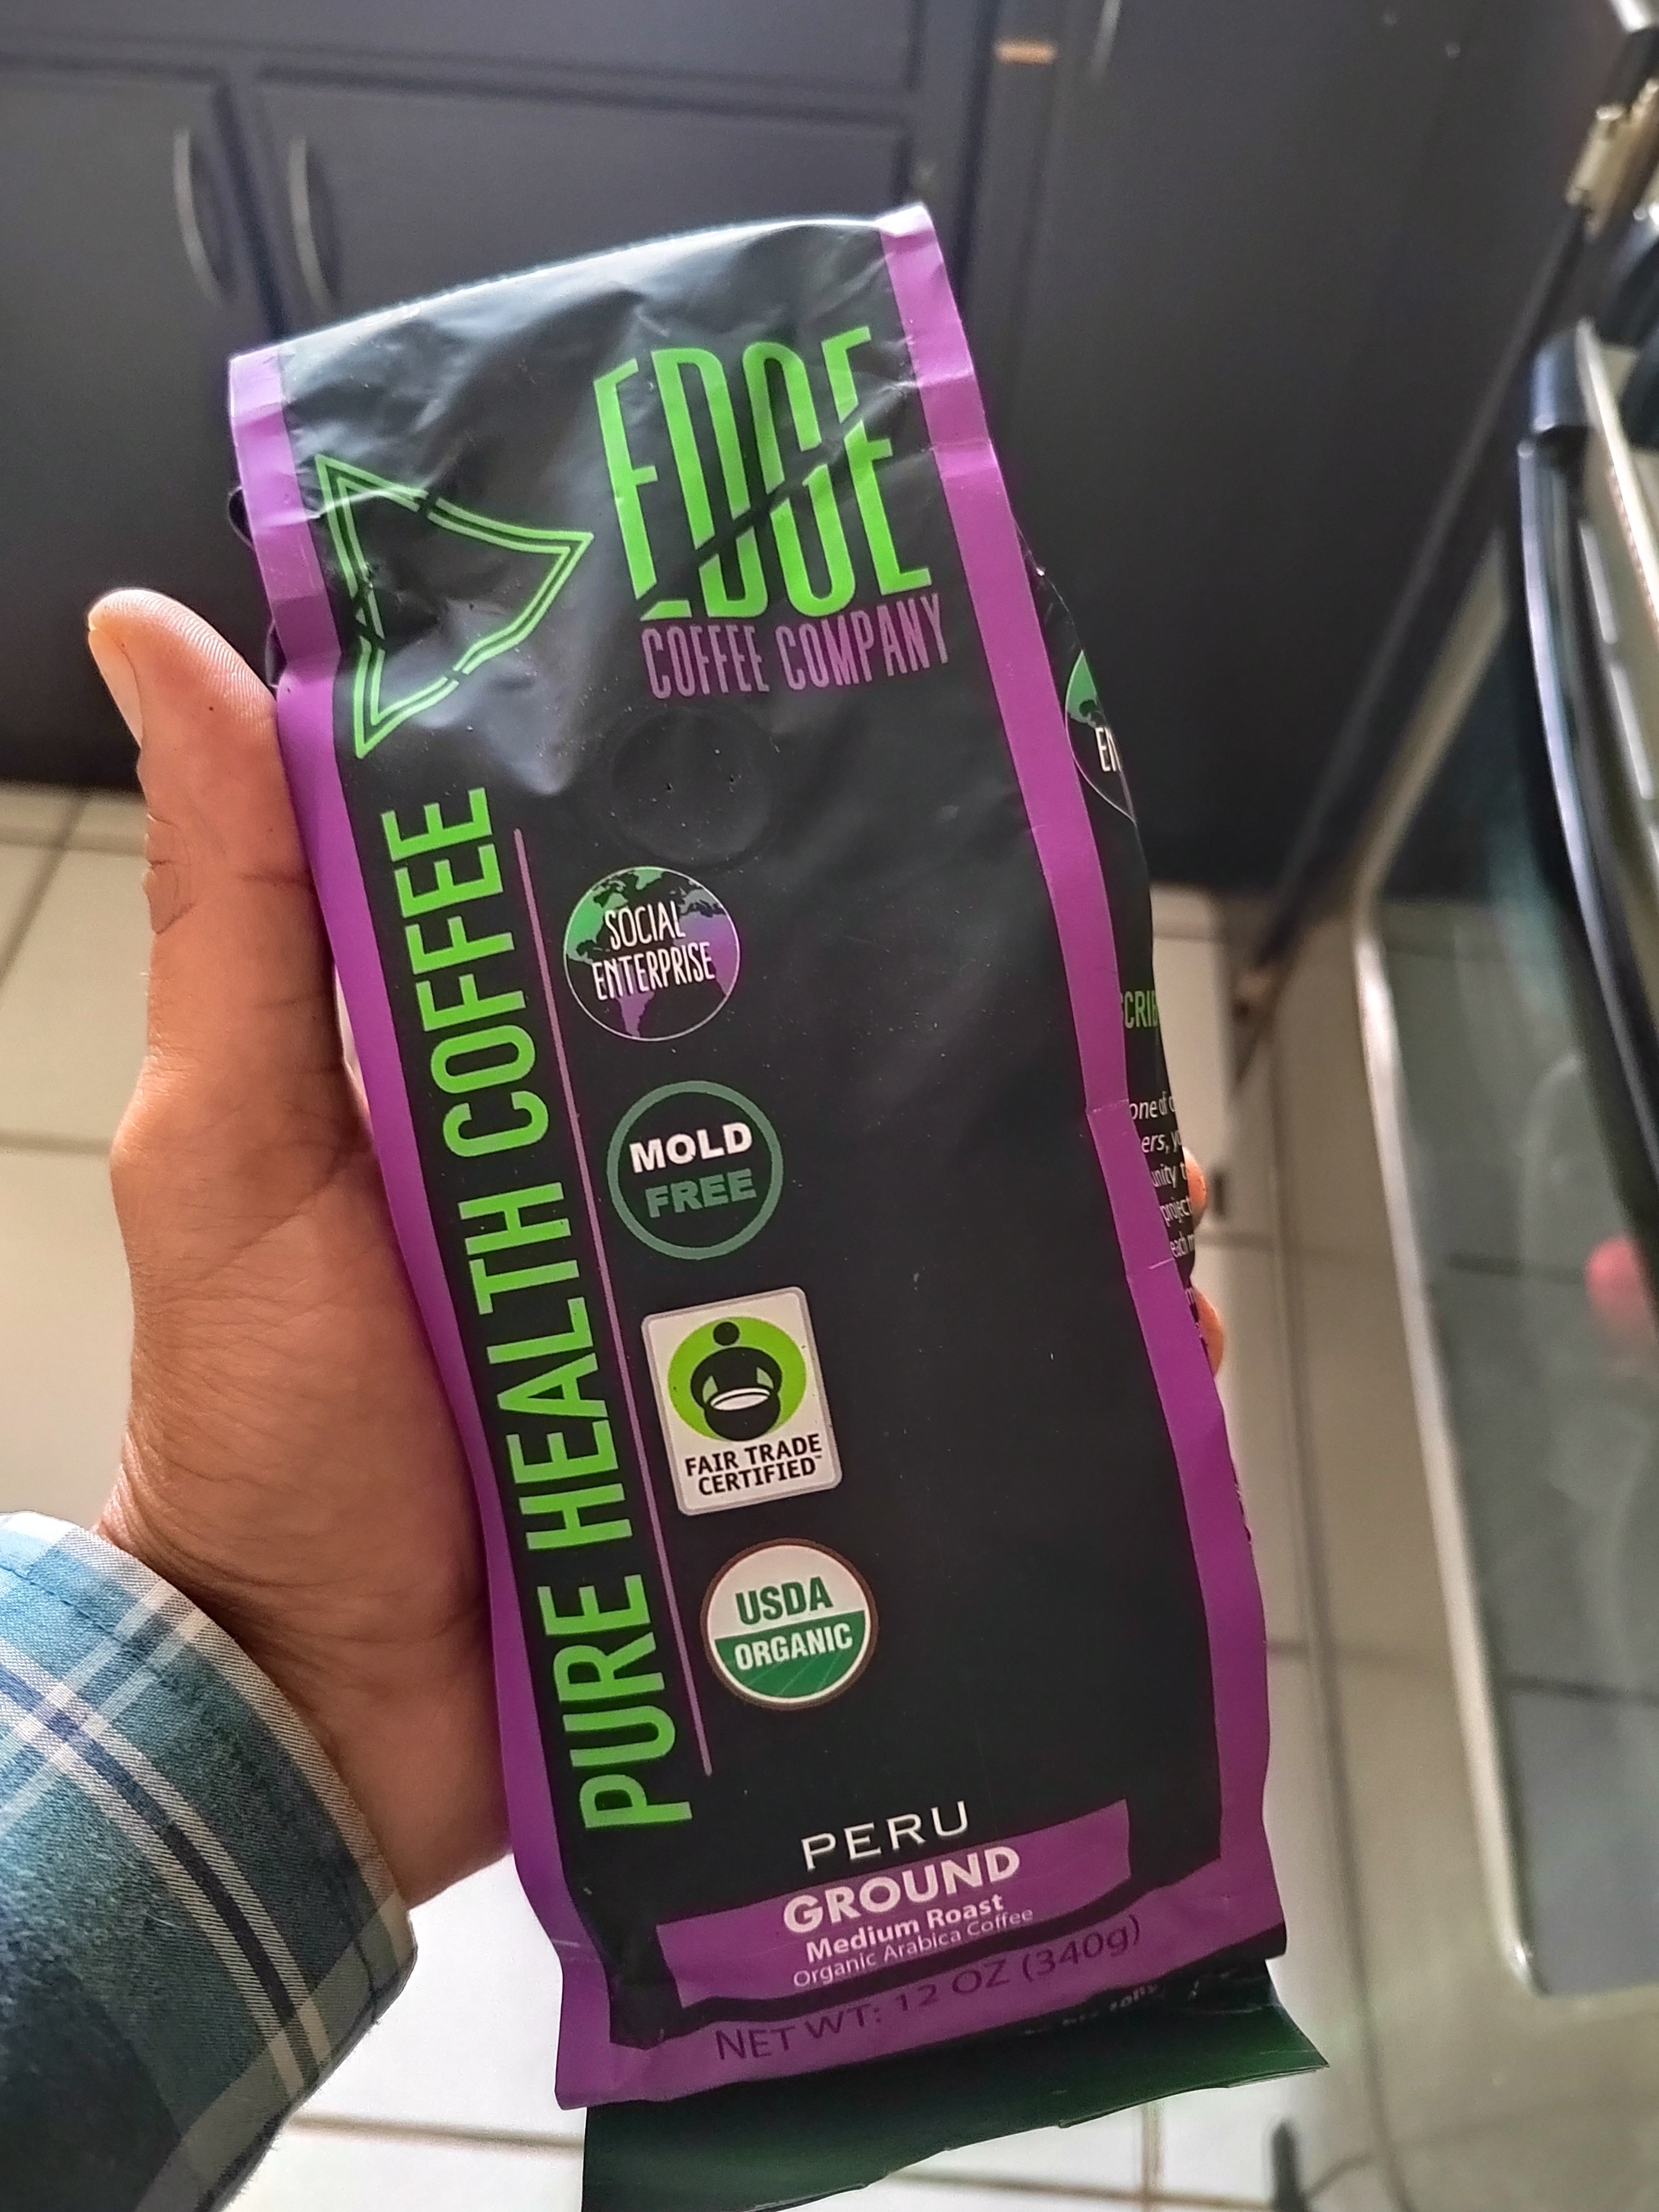 EDGE
COFFEE COMPANY
PURE HEALTH COFFEE
SOCIAL
ENTERPRISE
MOLD
FREE
FAIR TRADE
CERTIFIED™
USDA
ORGANIC
PERU
GROUND
Medium Roast
Organic Arabica Coffee
NET WT: 12 OZ (340g)